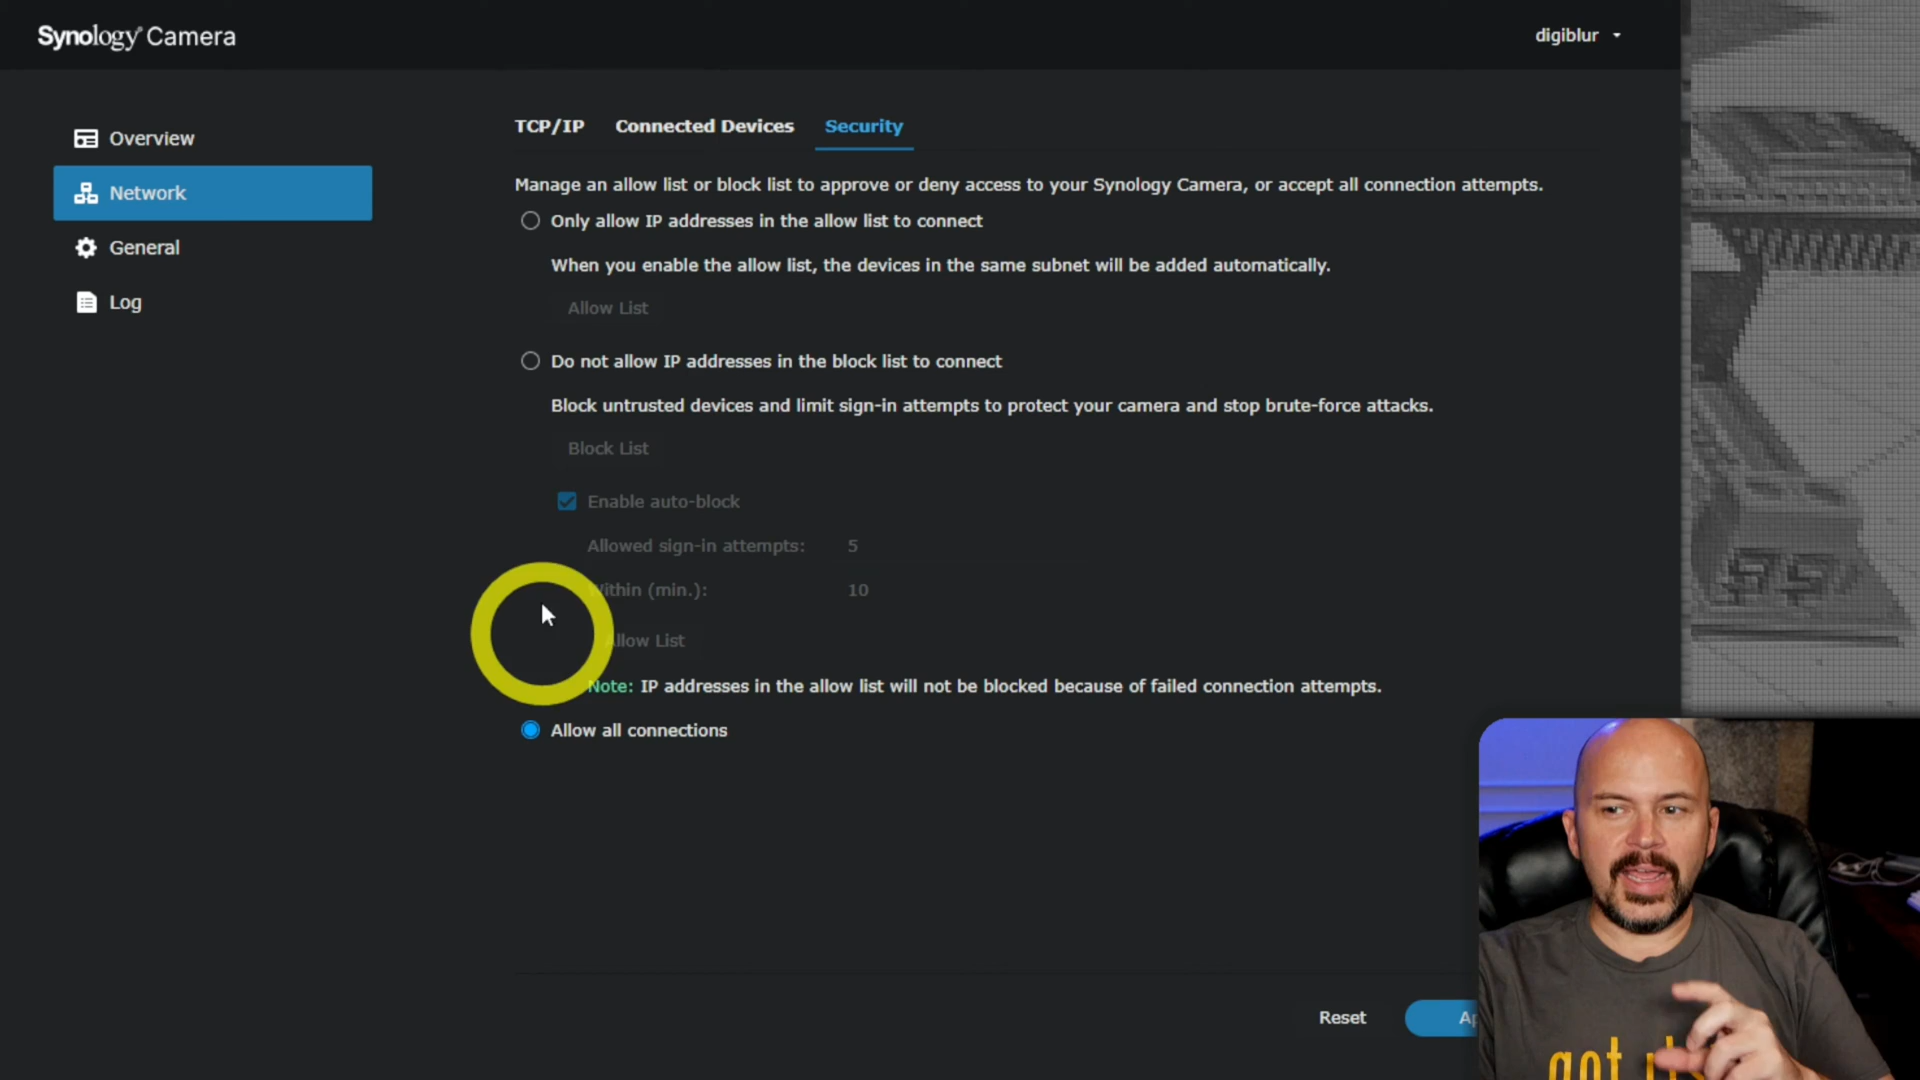 Synology Camera
digiblur
Overview
Network
General
Log
TCP/IP Connected Devices Security
Manage an allow list or block list to approve or deny access to your Synology Camera, or accept all connection attempts.
Only allow IP addresses in the allow list to connect
When you enable the allow list, the devices in the same subnet will be added automatically.
Allow List
Do not allow IP addresses in the block list to connect
Block untrusted devices and limit sign-in attempts to protect your camera and stop brute-force attacks.
Block List
Enable auto-block
Allowed sign-in attempts: 5
Within (min.): 10
Allow List
Note: IP addresses in the allow list will not be blocked because of failed connection attempts.
Allow all connections
Reset
got